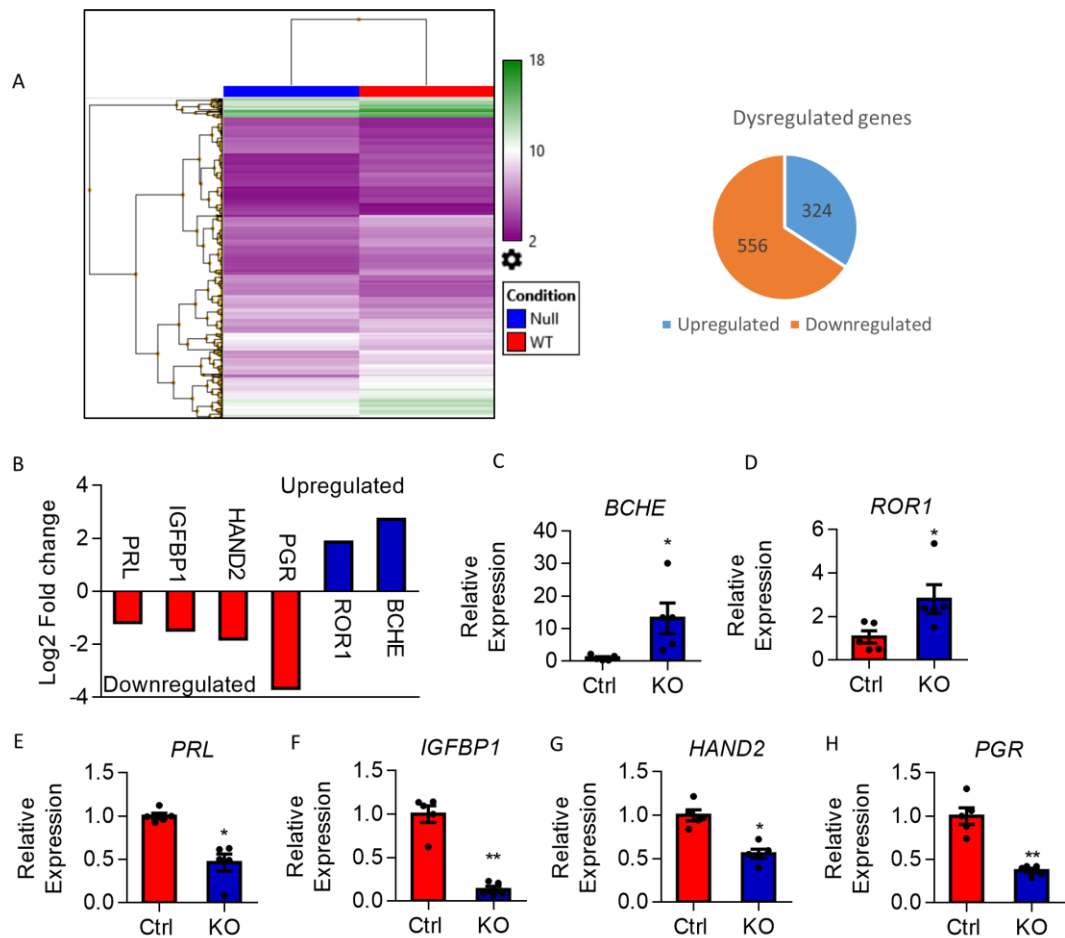 A
18
10
2
Condition
Null
WT
Dysregulated genes
324
556
Upregulated Downregulated
B
Log2 Fold change
4
2
0
-2
-4
Upregulated
PRL
IGFBP1
HAND2
PGR
ROR1
BCHE
Downregulated
C
BCHE
Relative
Expression
40
30
20
10
0
*
Ctrl KO
D
ROR1
Relative
Expression
6
4
2
0
*
Ctrl KO
E
PRL
Relative
Expression
1.5
1.0
0.5
0.0
*
Ctrl KO
F
IGFBP1
Relative
Expression
1.5
1.0
0.5
0.0
**
Ctrl KO
G
HAND2
Relative
Expression
1.5
1.0
0.5
0.0
*
Ctrl KO
H
PGR
Relative
Expression
1.5
1.0
0.5
0.0
**
Ctrl KO